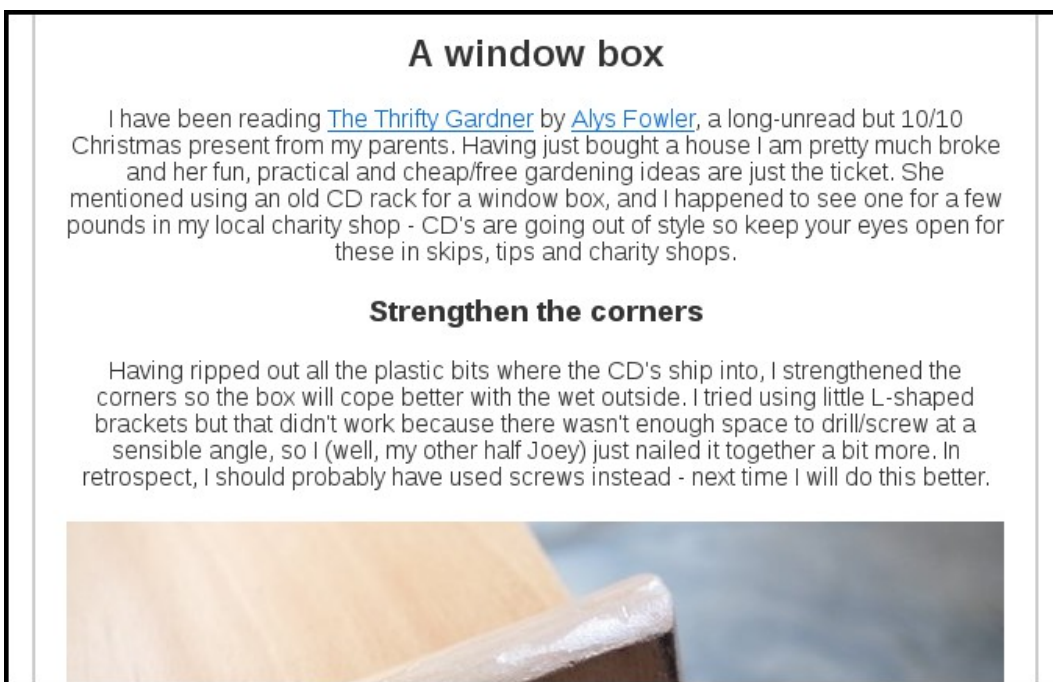 A window box
I have been reading The Thrifty Gardner by Alys Fowler, a long-unread but 10/10
Christmas present from my parents. Having just bought a house I am pretty much broke
and her fun, practical and cheap/free gardening ideas are just the ticket. She
mentioned using an old CD rack for a window box, and I happened to see one for a few
pounds in my local charity shop - CD's are going out of style so keep your eyes open for
these in skips, tips and charity shops.
Strengthen the corners
Having ripped out all the plastic bits where the CD's ship into, I strengthened the
corners so the box will cope better with the wet outside. I tried using little L-shaped
brackets but that didn't work because there wasn't enough space to drill/screw at a
sensible angle, so I (well, my other half Joey) just nailed it together a bit more. In
retrospect, I should probably have used screws instead - next time I will do this better.